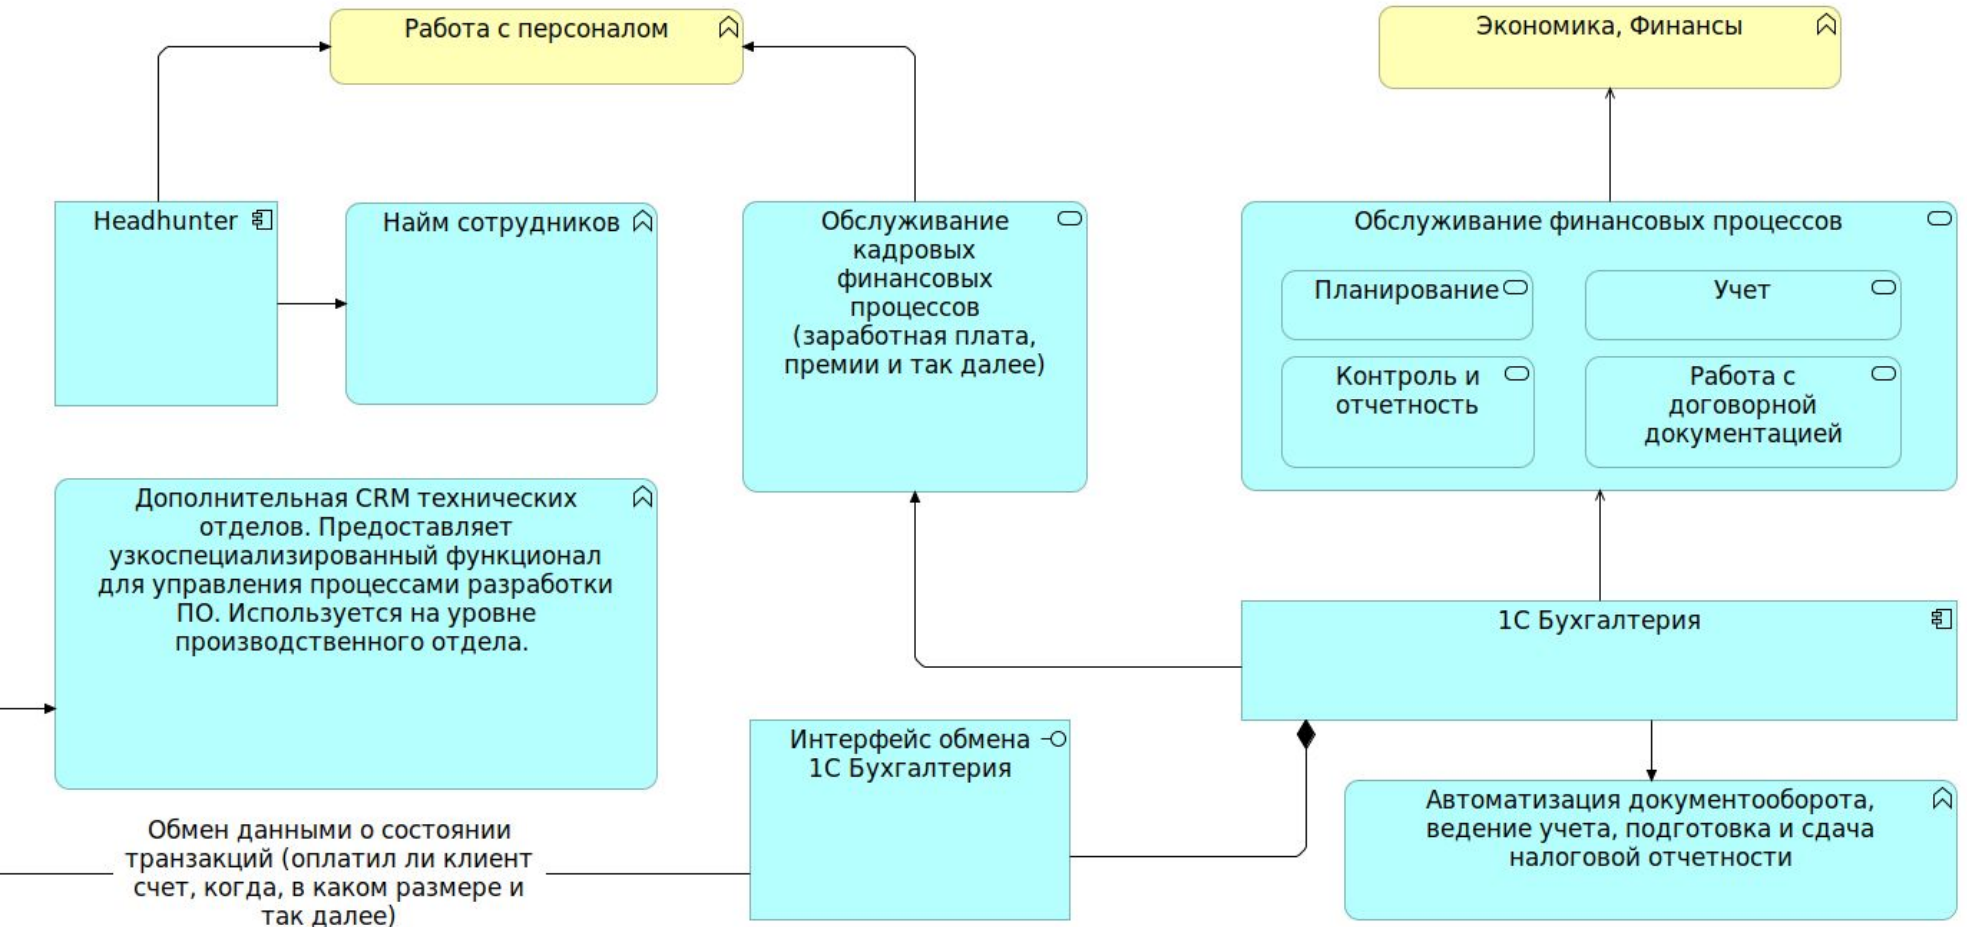 Работа с персоналом
Экономика, Финансы
Headhunter
Найм сотрудников
Обслуживание
кадровых
финансовых
процессов
(заработная плата,
премии и так далее)
Обслуживание финансовых процессов
Планирование
Учет
Контроль и
отчетность
Работа с
договорной
документацией
Дополнительная CRM технических
отделов. Предоставляет
узкоспециализированный функционал
для управления процессами разработки
ПО. Используется на уровне
производственного отдела.
1С Бухгалтерия
Интерфейс обмена
1С Бухгалтерия
Автоматизация документооборота,
ведение учета, подготовка и сдача
налоговой отчетности
Обмен данными о состоянии
транзакций (оплатил ли клиент
счет, когда, в каком размере и
так далее)